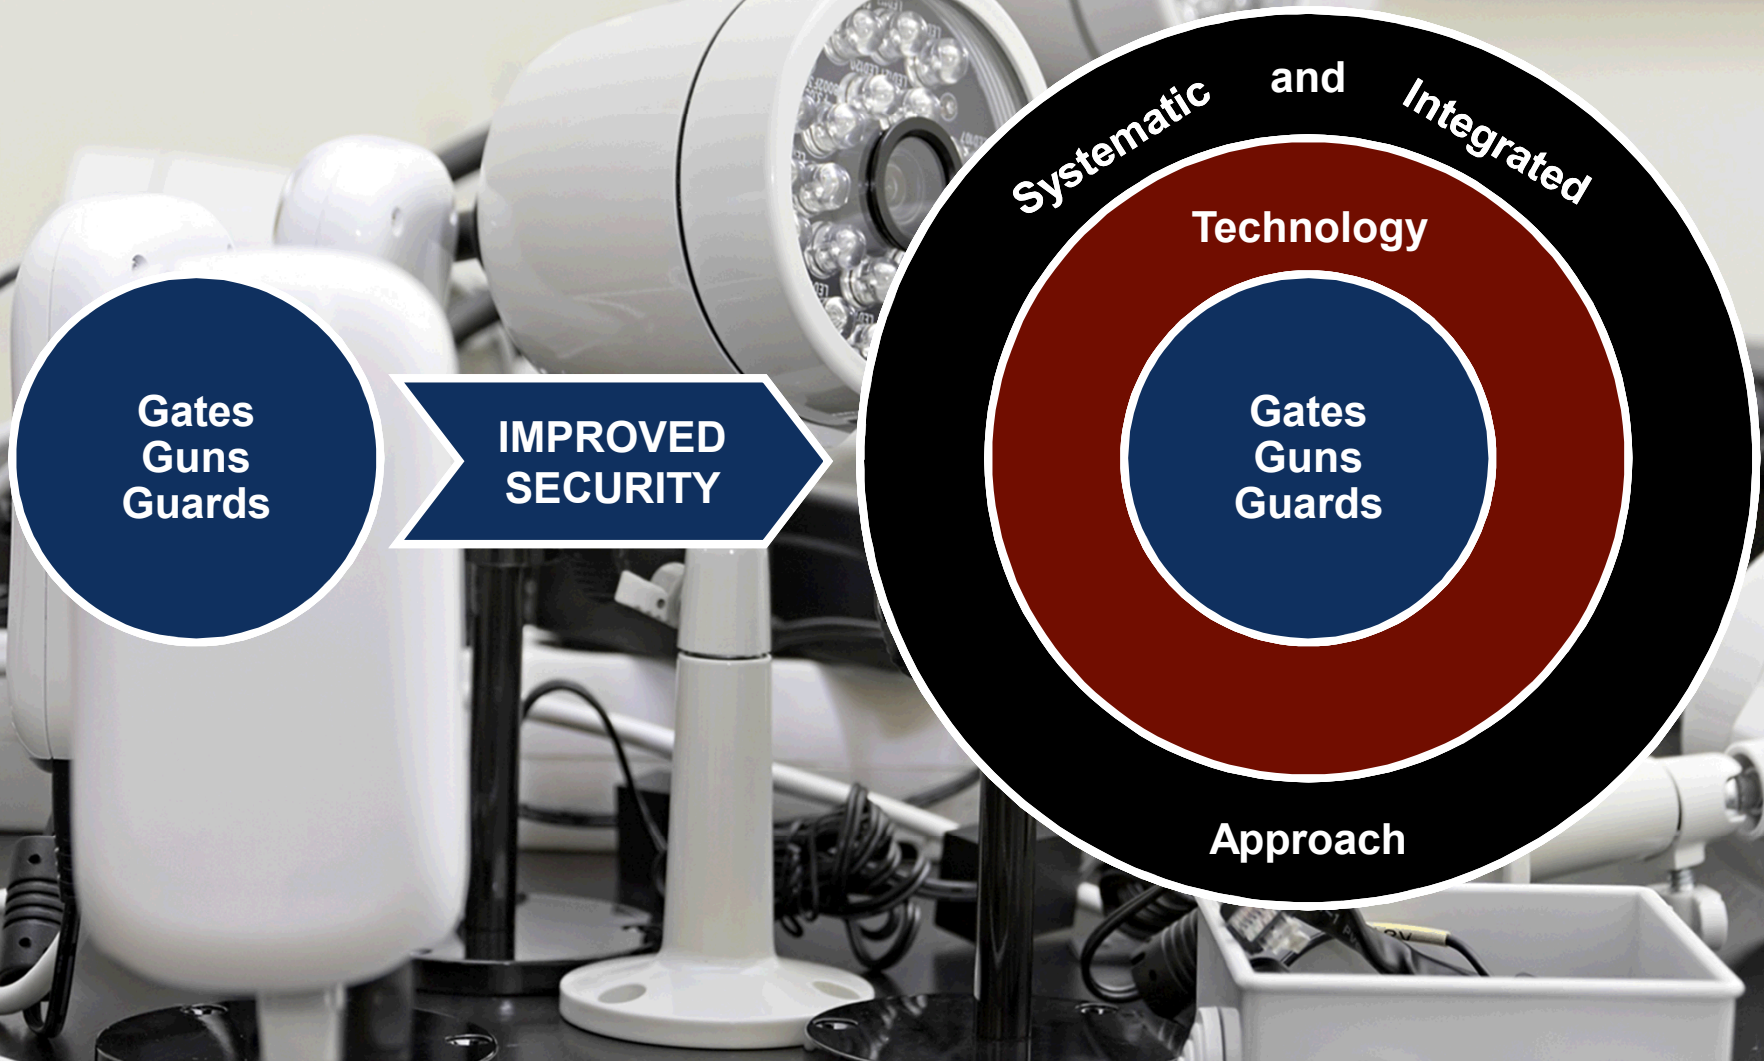 Gates
Guns
Guards
IMPROVED
SECURITY
Systematic and Integrated
Technology
Gates
Guns
Guards
Approach